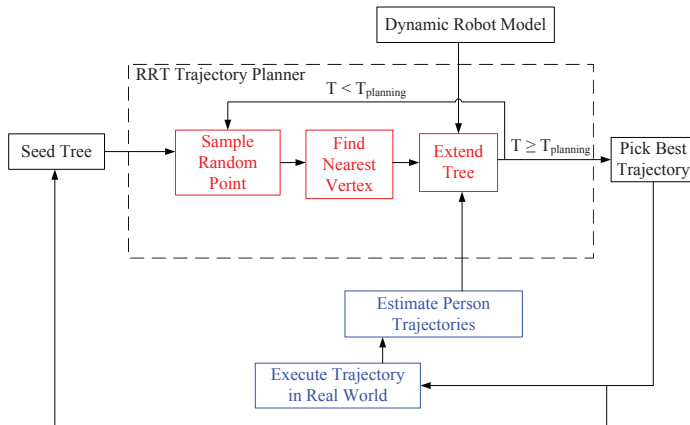 Dynamic Robot Model
RRT Trajectory Planner
T < Tplanning
Seed Tree
Sample
Random
Point
Find
Nearest
Vertex
Extend
Tree
T ≥ Tplanning
Pick Best
Trajectory
Estimate Person
Trajectories
Execute Trajectory
in Real World